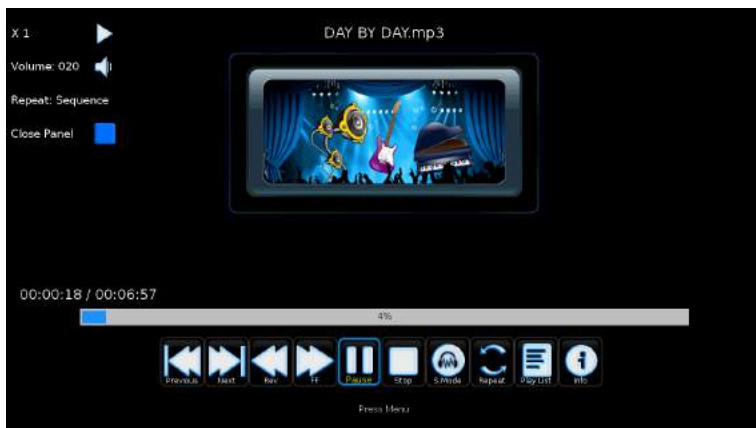 X 1
DAY BY DAY.mp3
Volume: 020
Repeat: Sequence
Close Panel
00:00:18 / 00:06:57
4%
Previous Next Rev FF Pause Stop S.Mode Repeat Play List Info
Press Menu